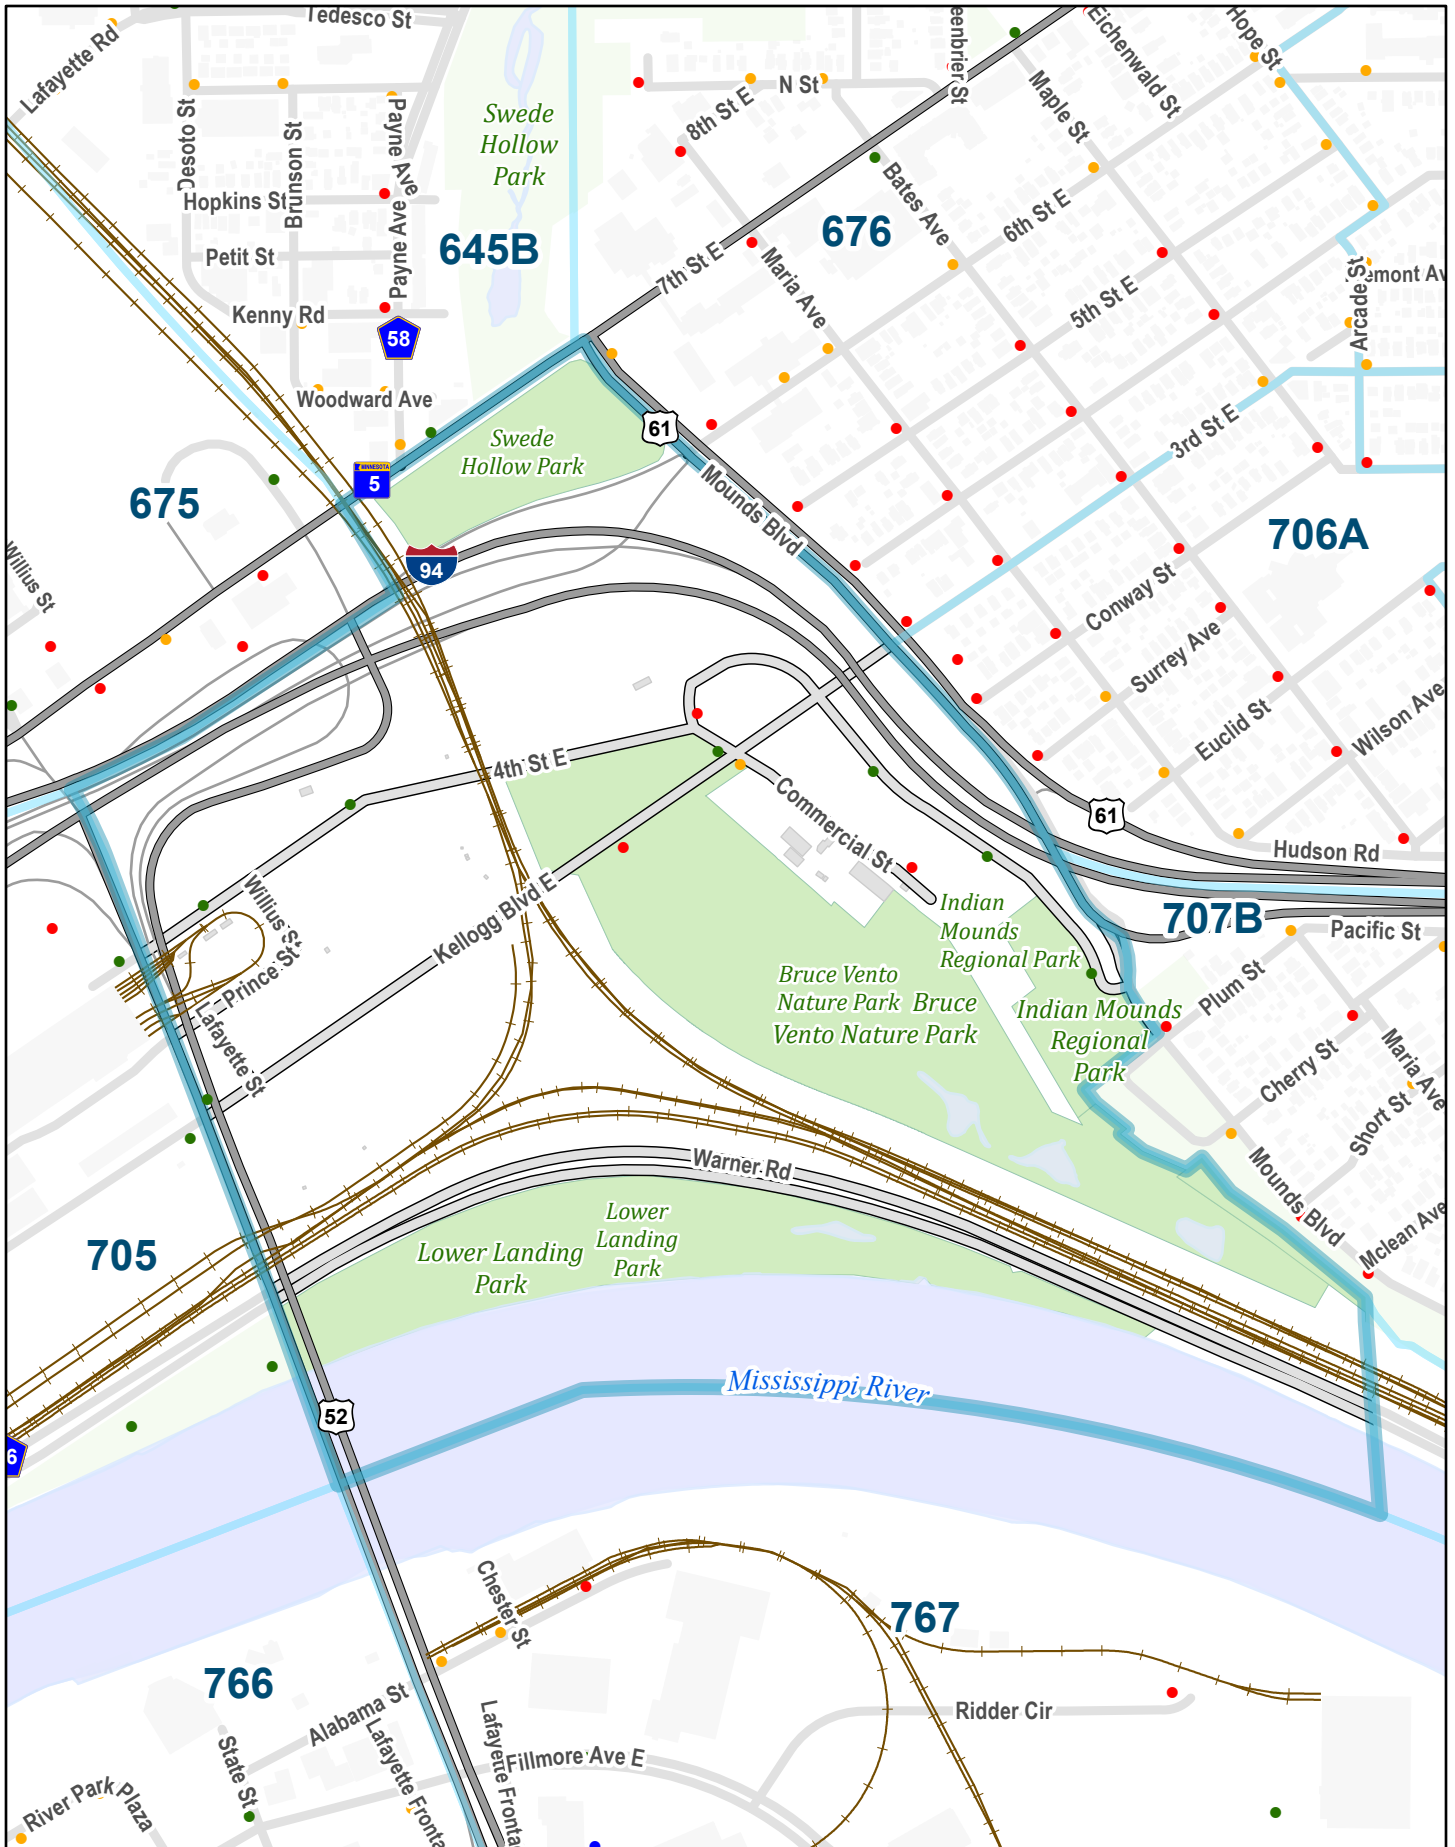 Tedesco St
Lafayette Rd
Desoto St
Brunson St
Payne Ave
Payne Ave
Hopkins St
Petit St
Kenny Rd
58
Woodward Ave
Swede
Hollow
Park
645B
N St
8th St E
eenbrier St
Eichenwald St
Maple St
Hope St
Bates Ave
676
6th St E
7th St E
Maria Ave
5th St E
Arcade St
emont Av
3rd St E
61
Swede
Hollow Park
MINNESOTA
5
675
94
Mounds Blvd
706A
Willius St
Conway St
Surrey Ave
Euclid St
Wilson Ave
4th St E
Commercial St
61
Hudson Rd
Willius St
Kellogg Blvd E
Prince St
Lafayette St
Indian
Mounds
Regional Park
707B
Pacific St
Plum St
Bruce Vento
Nature Park
Bruce
Vento Nature Park
Indian Mounds
Regional
Park
Cherry St
Maria Ave
Short St
Mounds Blvd
Mclean Ave
Warner Rd
705
Lower Landing
Park
Lower
Landing
Park
Mississippi River
52
6
Chester St
767
766
Alabama St
State St
Lafayette Fronta
Lafayette Fronta
Fillmore Ave E
Ridder Cir
River Park Plaza